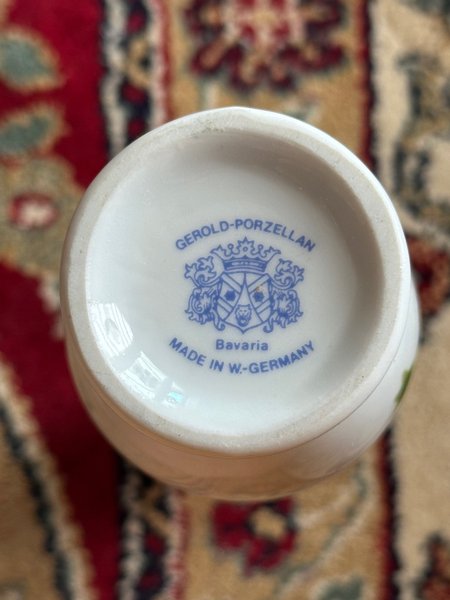 GEROLD-PORZELLAN
Bavaria
MADE IN W.-GERMANY